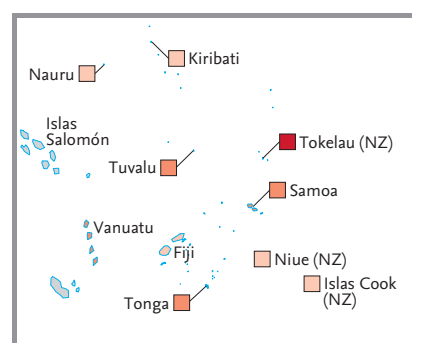 Kiribati
Nauru
Islas
Salomón
Tokelau (NZ)
Tuvalu
Samoa
Vanuatu
Fiji
Niue (NZ)
Islas Cook
(NZ)
Tonga